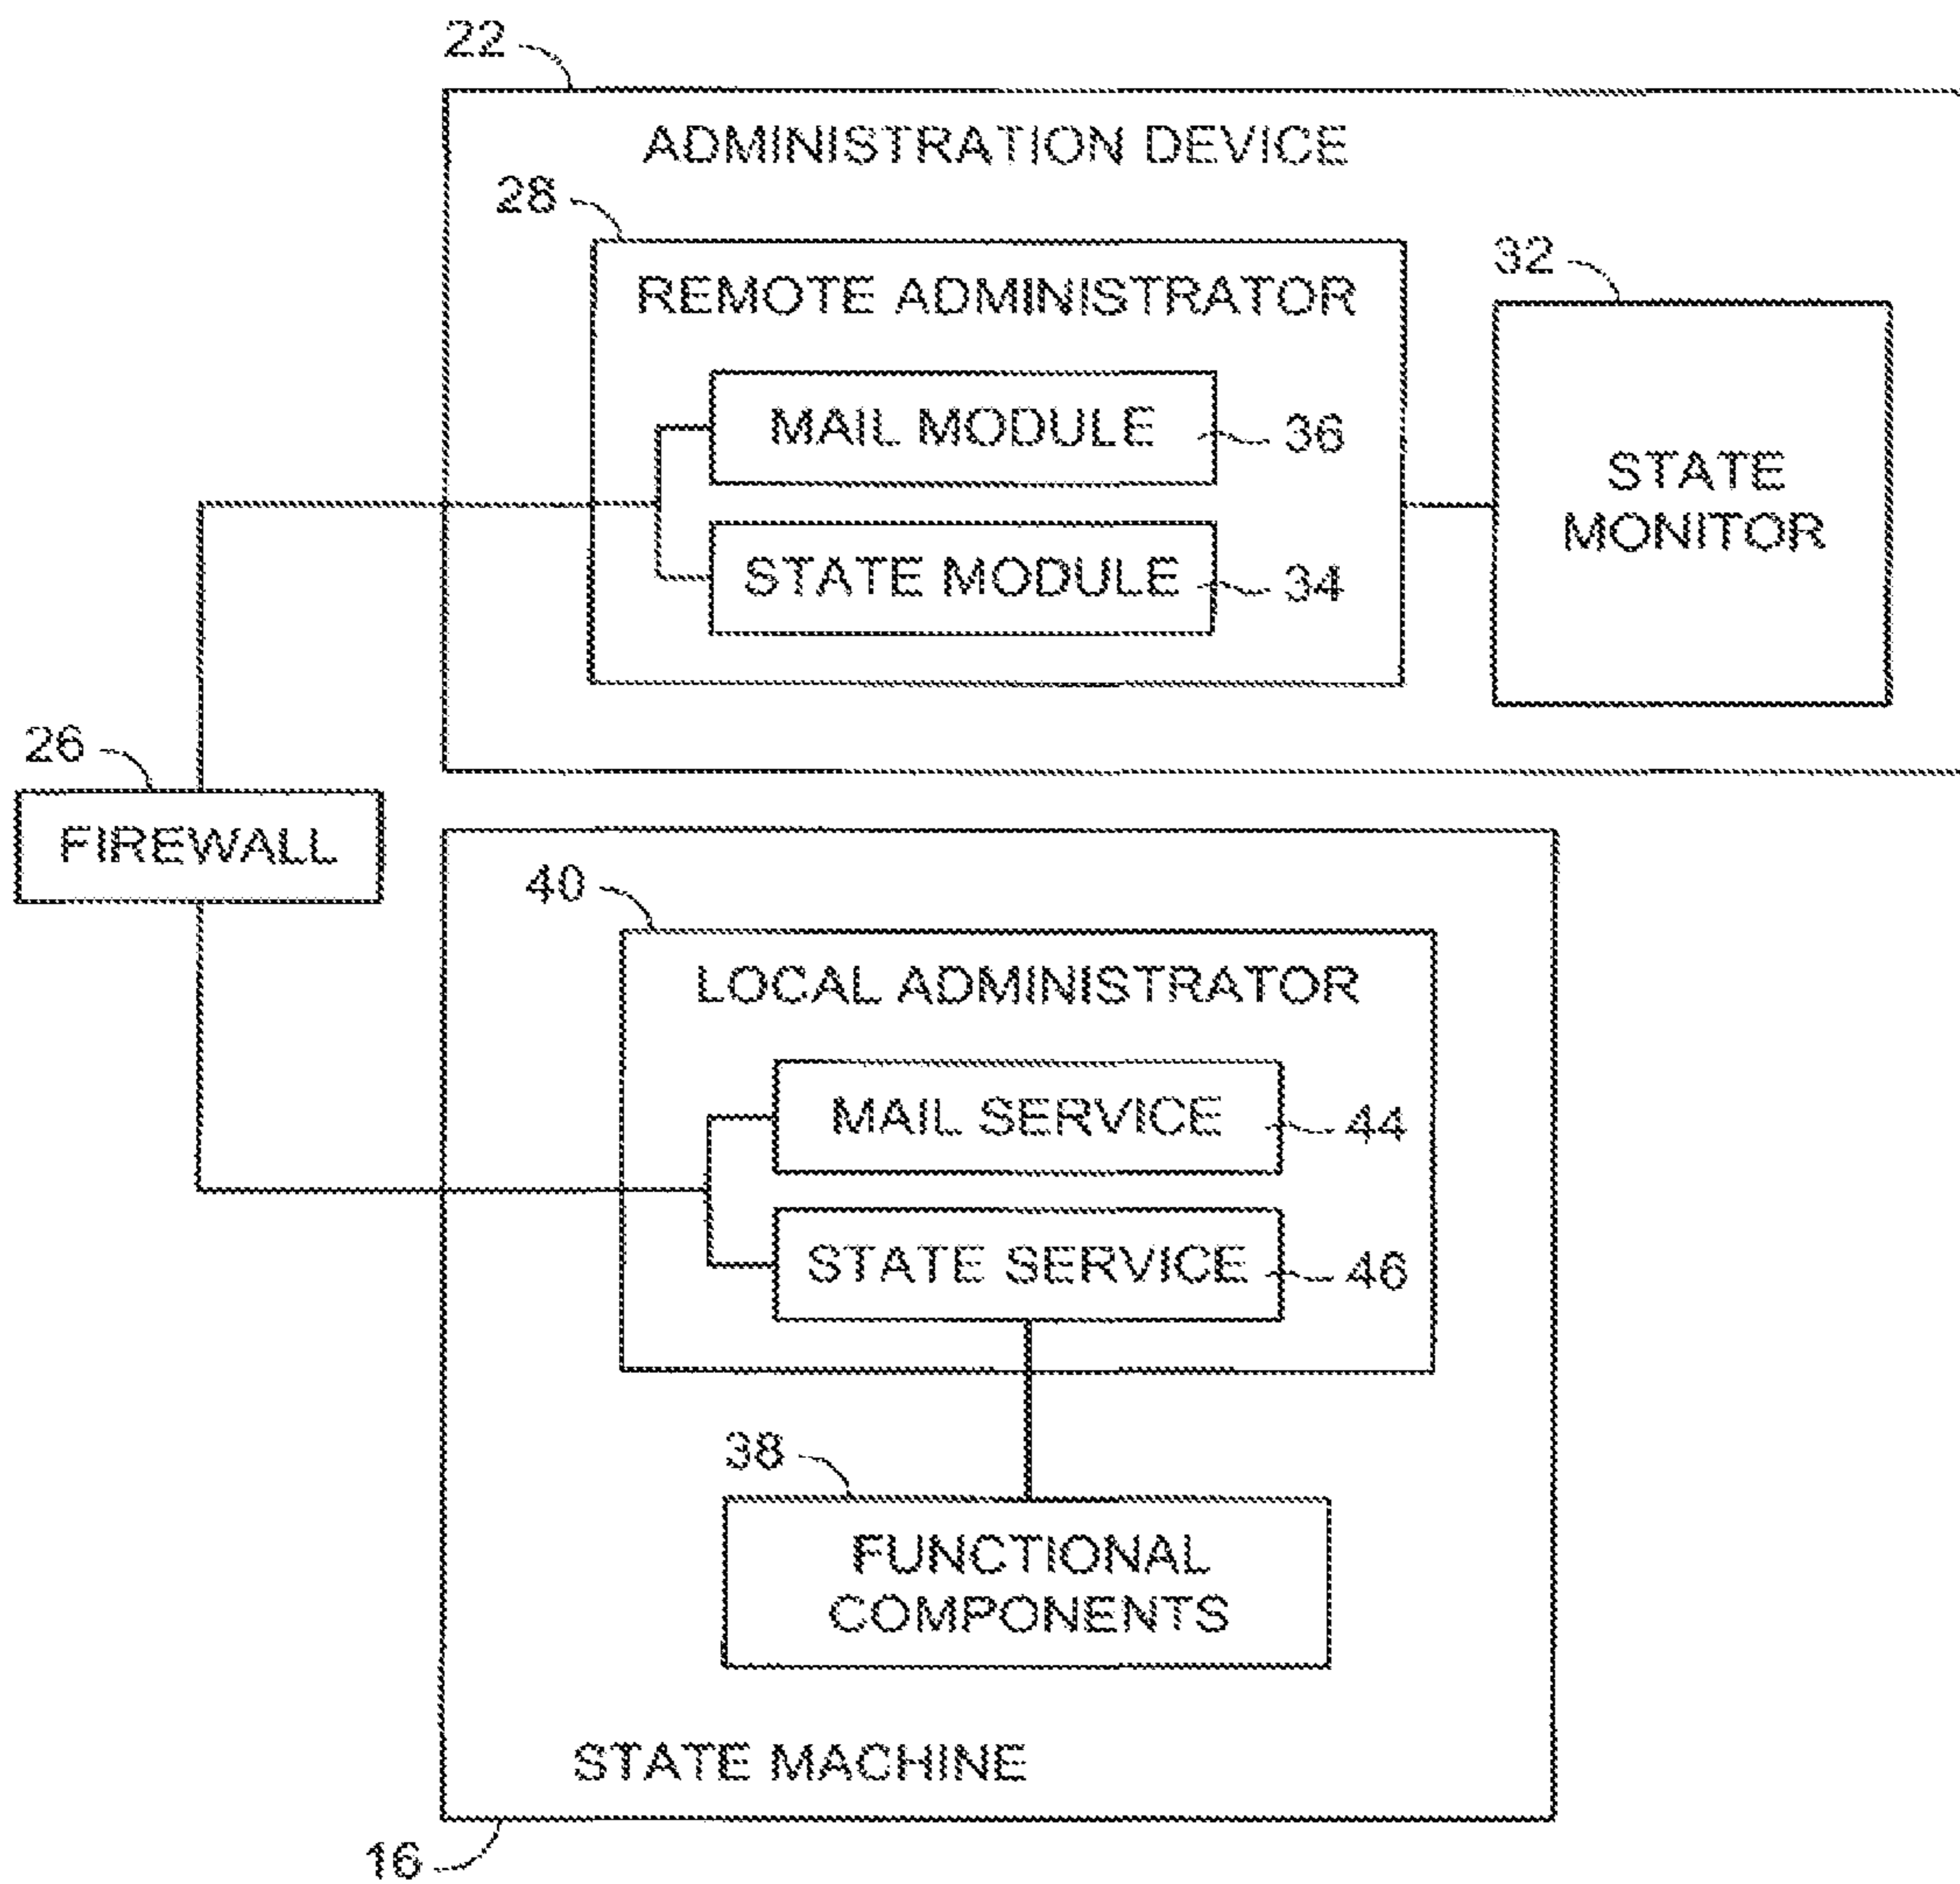 22
ADMINISTRATION DEVICE
28
REMOTE ADMINISTRATOR
32
MAIL MODULE 36
STATE MODULE 34
STATE
MONITOR
26
FIREWALL
40
LOCAL ADMINISTRATOR
MAIL SERVICE 44
STATE SERVICE 46
38
FUNCTIONAL
COMPONENTS
STATE MACHINE
16